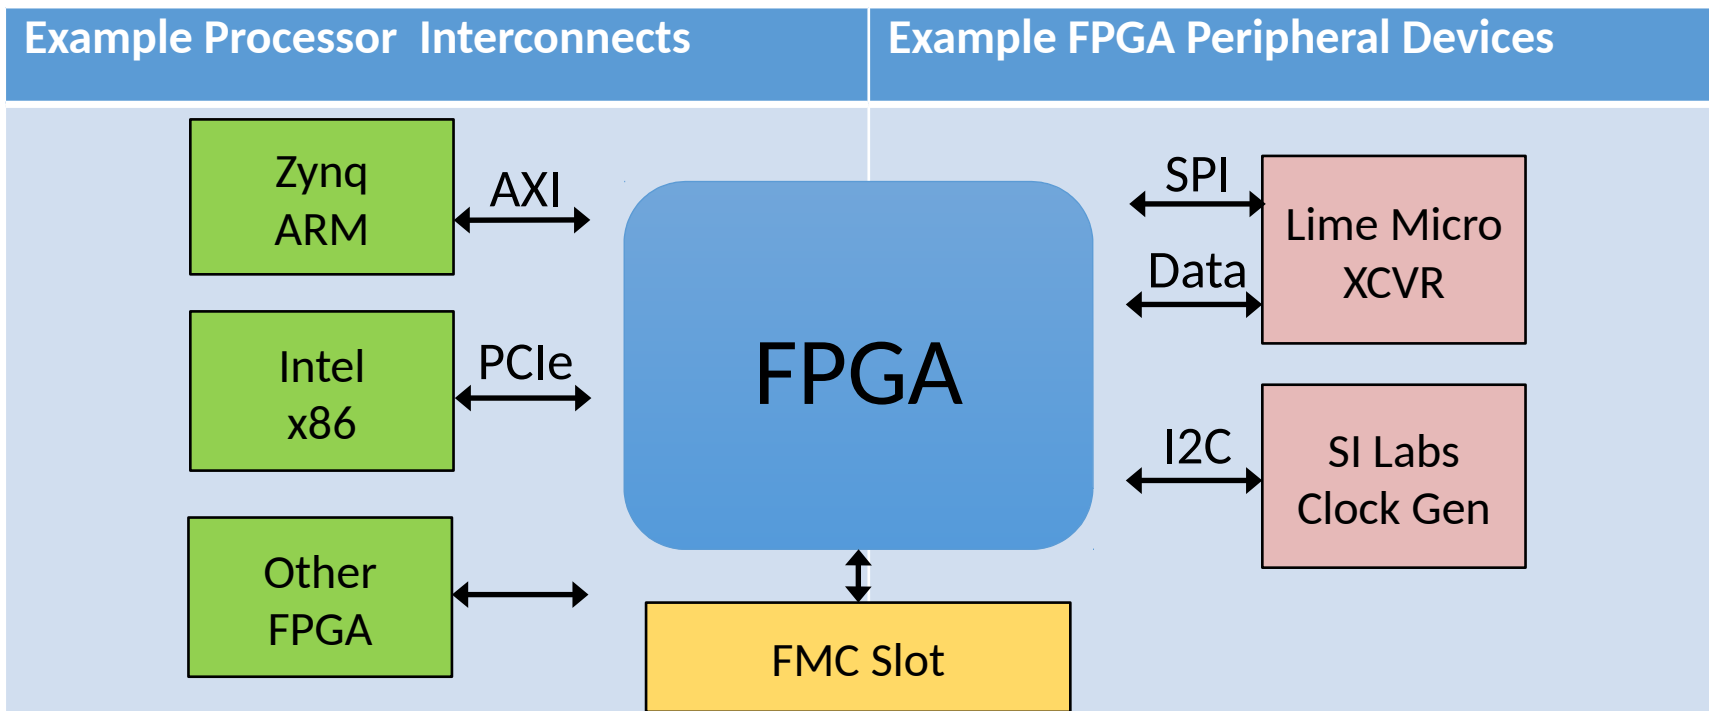 Example Processor  Interconnects
Example FPGA Peripheral Devices
Zynq
ARM
AXI
Intel
x86
PCIe
Other
FPGA
FPGA
FMC Slot
SPI
Data
Lime Micro
XCVR
I2C
SI Labs
Clock Gen